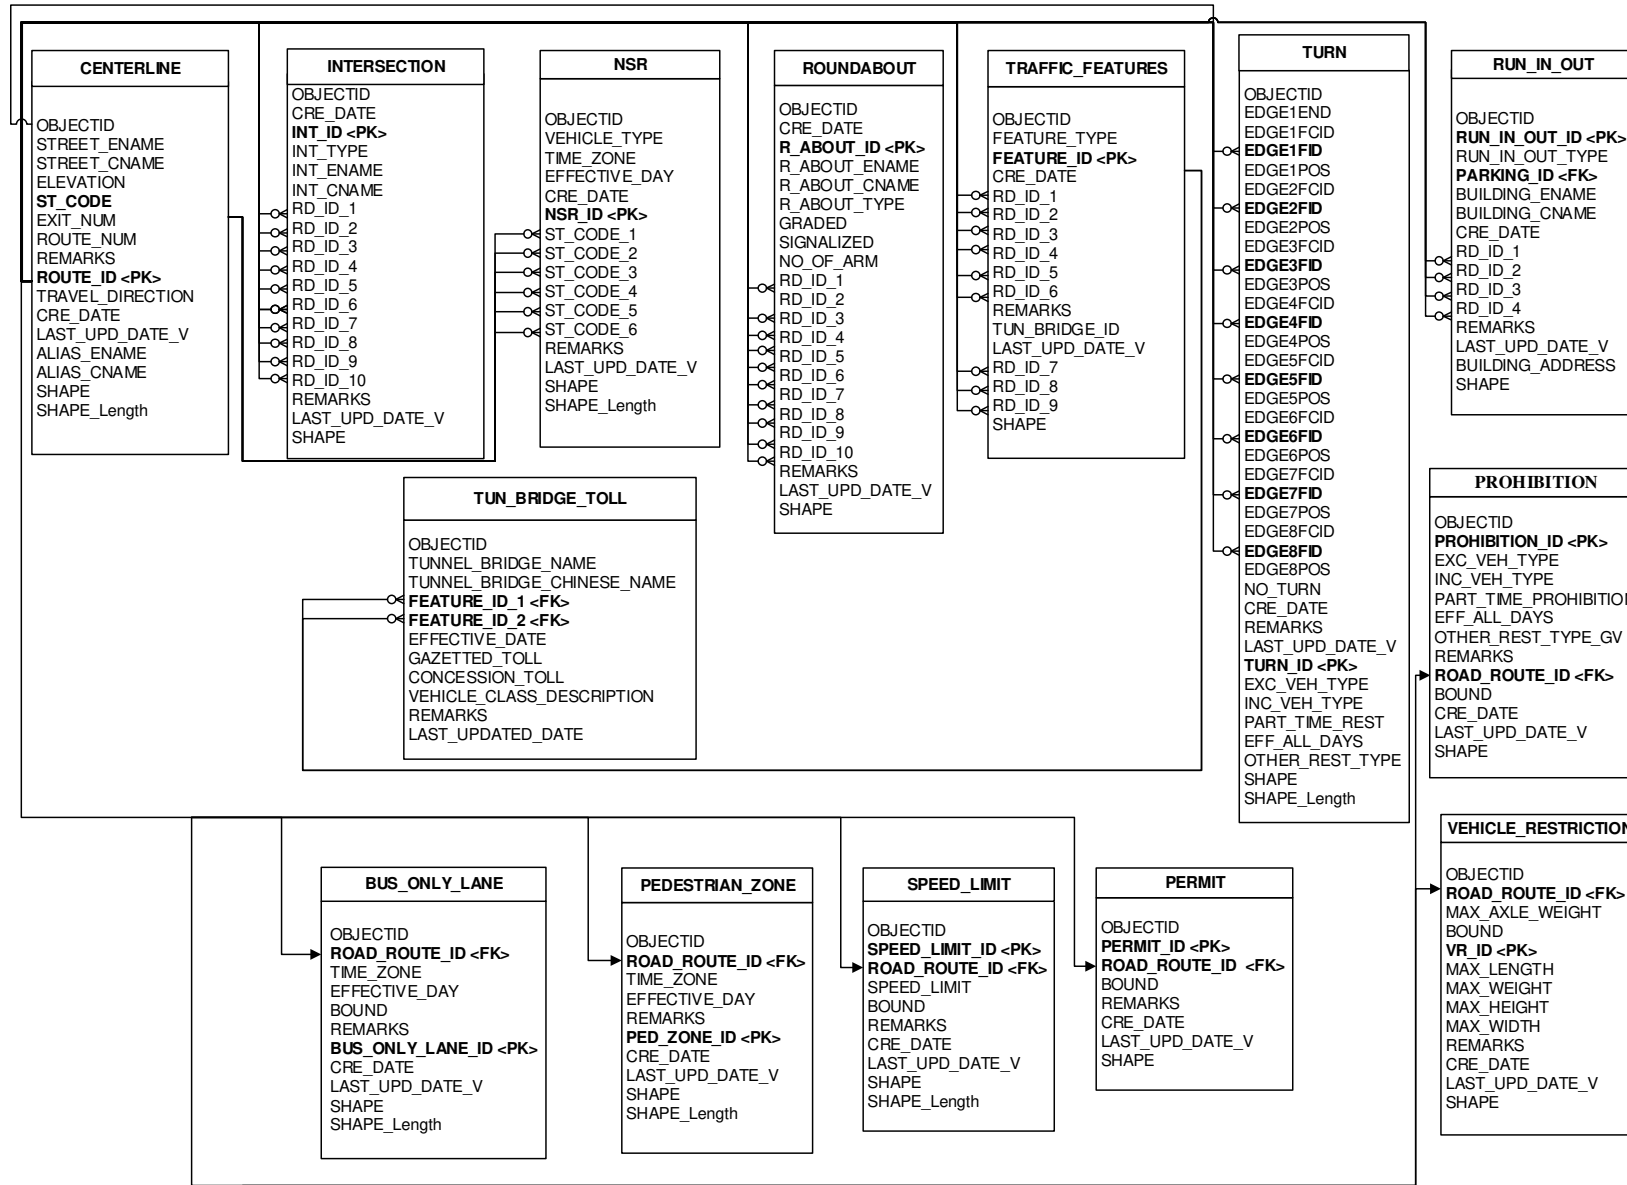 CENTERLINE
OBJECTID
STREET_ENAME
STREET_CNAME
ELEVATION
ST_CODE
EXIT_NUM
ROUTE_NUM
REMARKS
ROUTE_ID <PK>
TRAVEL_DIRECTION
CRE_DATE
LAST_UPD_DATE_V
ALIAS_ENAME
ALIAS_CNAME
SHAPE
SHAPE_Length
INTERSECTION
OBJECTID
CRE_DATE
INT_ID <PK>
INT_TYPE
INT_ENAME
INT_CNAME
RD_ID_1
RD_ID_2
RD_ID_3
RD_ID_4
RD_ID_5
RD_ID_6
RD_ID_7
RD_ID_8
RD_ID_9
RD_ID_10
REMARKS
LAST_UPD_DATE_V
SHAPE
NSR
OBJECTID
VEHICLE_TYPE
TIME_ZONE
EFFECTIVE_DAY
CRE_DATE
NSR_ID <PK>
ST_CODE_1
ST_CODE_2
ST_CODE_3
ST_CODE_4
ST_CODE_5
ST_CODE_6
REMARKS
LAST_UPD_DATE_V
SHAPE
SHAPE_Length
ROUNDABOUT
OBJECTID
CRE_DATE
R_ABOUT_ID <PK>
R_ABOUT_ENAME
R_ABOUT_CNAME
R_ABOUT_TYPE
GRADED
SIGNALIZED
NO_OF_ARM
RD_ID_1
RD_ID_2
RD_ID_3
RD_ID_4
RD_ID_5
RD_ID_6
RD_ID_7
RD_ID_8
RD_ID_9
RD_ID_10
REMARKS
LAST_UPD_DATE_V
SHAPE
TRAFFIC_FEATURES
OBJECTID
FEATURE_TYPE
FEATURE_ID <PK>
CRE_DATE
RD_ID_1
RD_ID_2
RD_ID_3
RD_ID_4
RD_ID_5
RD_ID_6
REMARKS
TUN_BRIDGE_ID
LAST_UPD_DATE_V
RD_ID_7
RD_ID_8
RD_ID_9
SHAPE
TURN
OBJECTID
EDGE1END
EDGE1FCID
EDGE1FID
EDGE1POS
EDGE2FCID
EDGE2FID
EDGE2POS
EDGE3FCID
EDGE3FID
EDGE3POS
EDGE4FCID
EDGE4FID
EDGE4POS
EDGE5FCID
EDGE5FID
EDGE5POS
EDGE6FCID
EDGE6FID
EDGE6POS
EDGE7FCID
EDGE7FID
EDGE7POS
EDGE8FCID
EDGE8FID
EDGE8POS
NO_TURN
CRE_DATE
REMARKS
LAST_UPD_DATE_V
TURN_ID <PK>
EXC_VEH_TYPE
INC_VEH_TYPE
PART_TIME_REST
EFF_ALL_DAYS
OTHER_REST_TYPE
SHAPE
SHAPE_Length
RUN_IN_OUT
OBJECTID
RUN_IN_OUT_ID <PK>
RUN_IN_OUT_TYPE
PARKING_ID <FK>
BUILDING_ENAME
BUILDING_CNAME
CRE_DATE
RD_ID_1
RD_ID_2
RD_ID_3
RD_ID_4
REMARKS
LAST_UPD_DATE_V
BUILDING_ADDRESS
SHAPE
TUN_BRIDGE_TOLL
OBJECTID
TUNNEL_BRIDGE_NAME
TUNNEL_BRIDGE_CHINESE_NAME
FEATURE_ID_1 <FK>
FEATURE_ID_2 <FK>
EFFECTIVE_DATE
GAZETTED_TOLL
CONCESSION_TOLL
VEHICLE_CLASS_DESCRIPTION
REMARKS
LAST_UPDATED_DATE
PROHIBITION
OBJECTID
PROHIBITION_ID <PK>
EXC_VEH_TYPE
INC_VEH_TYPE
PART_TIME_PROHIBITION
EFF_ALL_DAYS
OTHER_REST_TYPE_GV
REMARKS
ROAD_ROUTE_ID <FK>
BOUND
CRE_DATE
LAST_UPD_DATE_V
SHAPE
BUS_ONLY_LANE
OBJECTID
ROAD_ROUTE_ID <FK>
TIME_ZONE
EFFECTIVE_DAY
BOUND
REMARKS
BUS_ONLY_LANE_ID <PK>
CRE_DATE
LAST_UPD_DATE_V
SHAPE
SHAPE_Length
PEDESTRIAN_ZONE
OBJECTID
ROAD_ROUTE_ID <FK>
TIME_ZONE
EFFECTIVE_DAY
REMARKS
PED_ZONE_ID <PK>
CRE_DATE
LAST_UPD_DATE_V
SHAPE
SHAPE_Length
SPEED_LIMIT
OBJECTID
SPEED_LIMIT_ID <PK>
ROAD_ROUTE_ID <FK>
SPEED_LIMIT
BOUND
REMARKS
CRE_DATE
LAST_UPD_DATE_V
SHAPE
SHAPE_Length
PERMIT
OBJECTID
PERMIT_ID <PK>
ROAD_ROUTE_ID <FK>
BOUND
REMARKS
CRE_DATE
LAST_UPD_DATE_V
SHAPE
VEHICLE_RESTRICTION
OBJECTID
ROAD_ROUTE_ID <FK>
MAX_AXLE_WEIGHT
BOUND
VR_ID <PK>
MAX_LENGTH
MAX_WEIGHT
MAX_HEIGHT
MAX_WIDTH
REMARKS
CRE_DATE
LAST_UPD_DATE_V
SHAPE